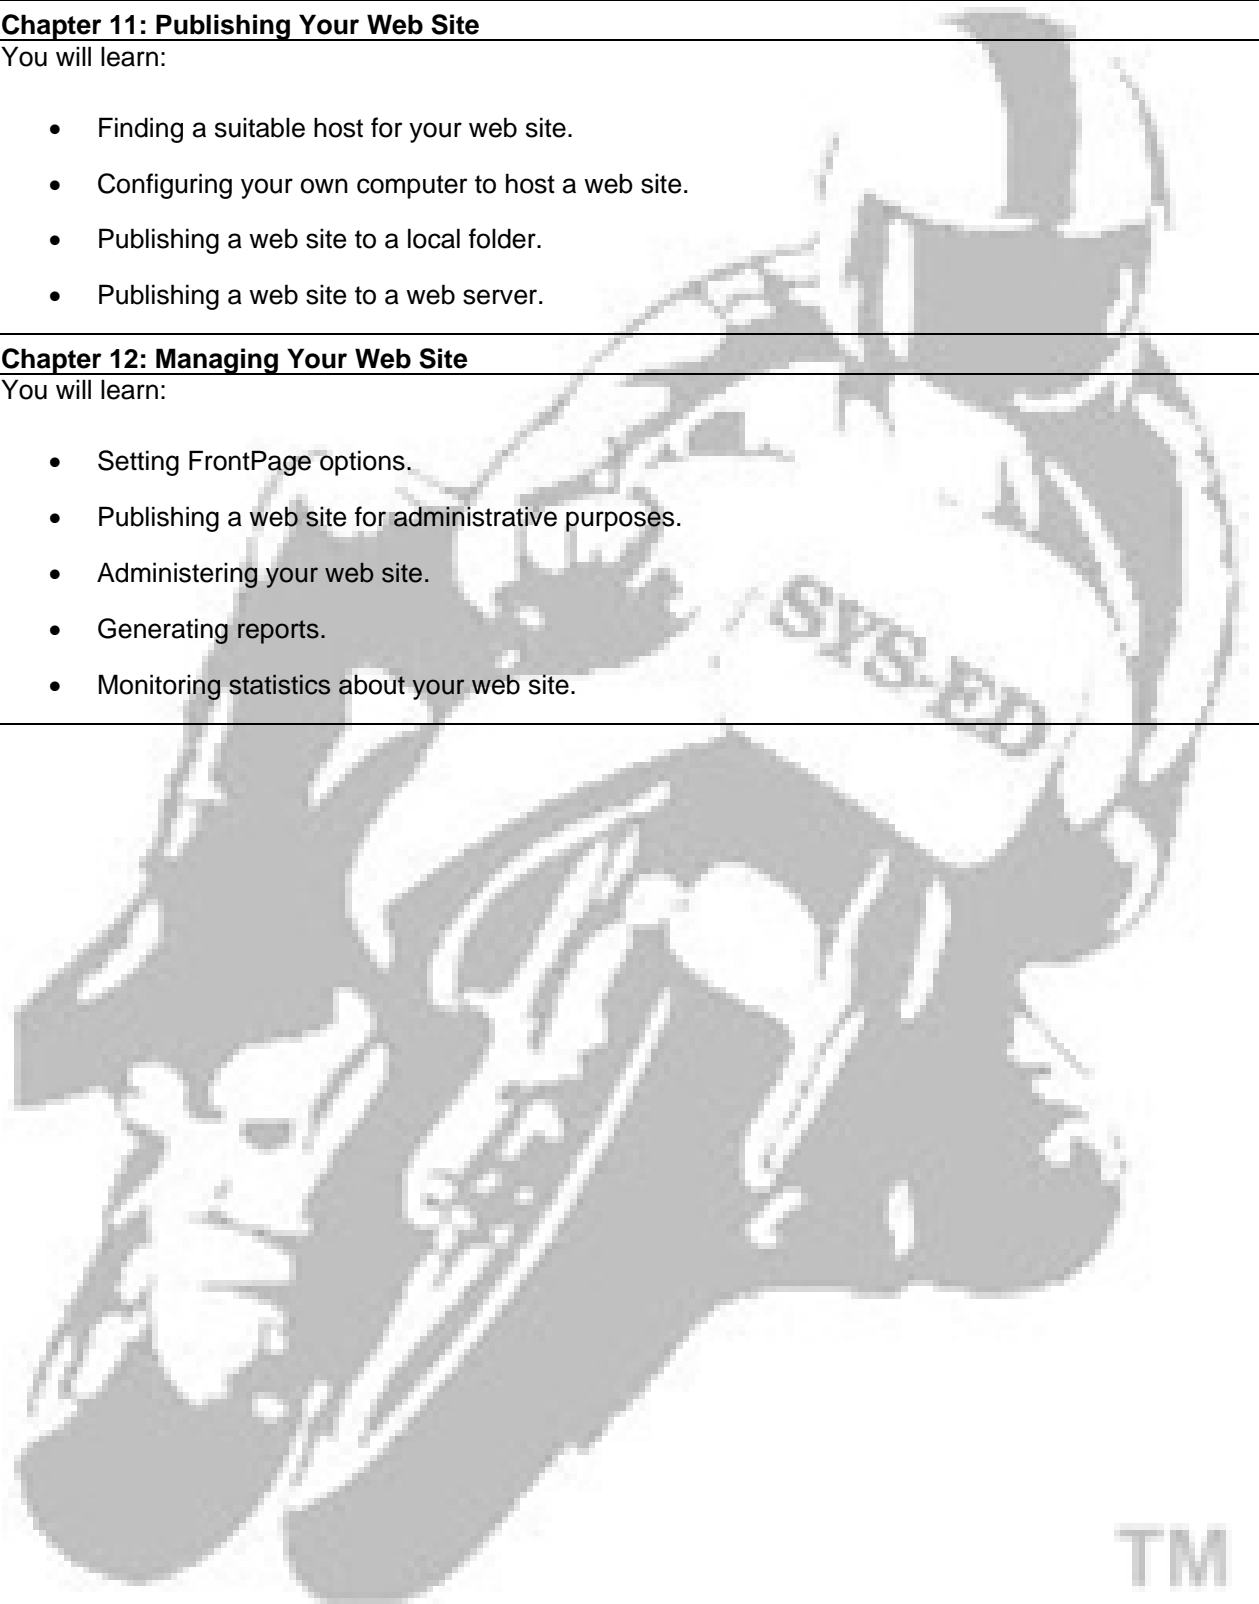 Chapter 11: Publishing Your Web Site
You will learn:
• Finding a suitable host for your web site.
• Configuring your own computer to host a web site.
• Publishing a web site to a local folder.
• Publishing a web site to a web server.
Chapter 12: Managing Your Web Site
You will learn:
• Setting FrontPage options.
• Publishing a web site for administrative purposes.
• Administering your web site.
• Generating reports.
• Monitoring statistics about your web site.
SYS-ED
TM